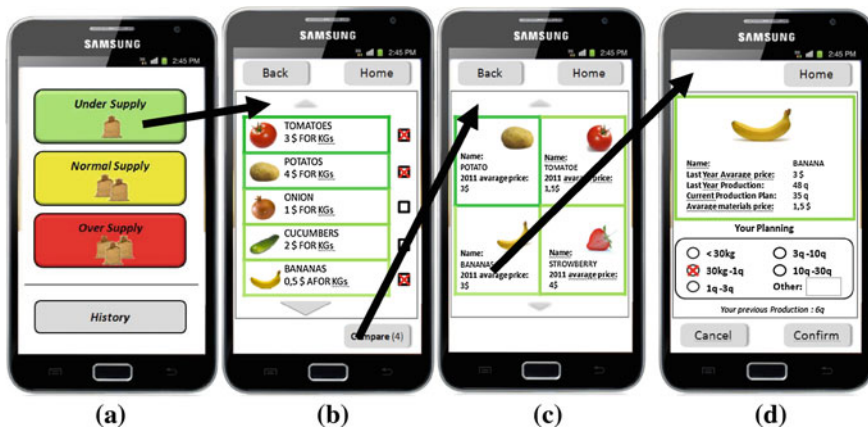 SAMSUNG
2:45 PM
Under Supply
Normal Supply
Over Supply
History
(a)
SAMSUNG
2:45 PM
Back
Home
TOMATOES
3 $ FOR KGs
POTATOS
4 $ FOR KGs
ONION
1 $ FOR KGs
CUCUMBERS
2 $ FOR KGs
BANANAS
0,5 $ AFOR KGs
Compare (4)
(b)
SAMSUNG
2:45 PM
Back
Home
Name:
POTATO
2011 avarage price:
3$
Name:
TOMATOE
2011 avarage price:
1,5$
Name:
BANANAS
2011 avarage price:
3$
Name:
STROWBERRY
2011 avarage price:
4$
(c)
SAMSUNG
2:45 PM
Home
Name: BANANA
Last Year Avarage price: 3 $
Last Year Production: 48 q
Current Production Plan: 35 q
Avarage materials price: 1,5 $
Your Planning
< 30kg 3q -10q
30kg-1q 10q -30q
1q -3q Other:
Your previous Production : 6q
Cancel Confirm
(d)